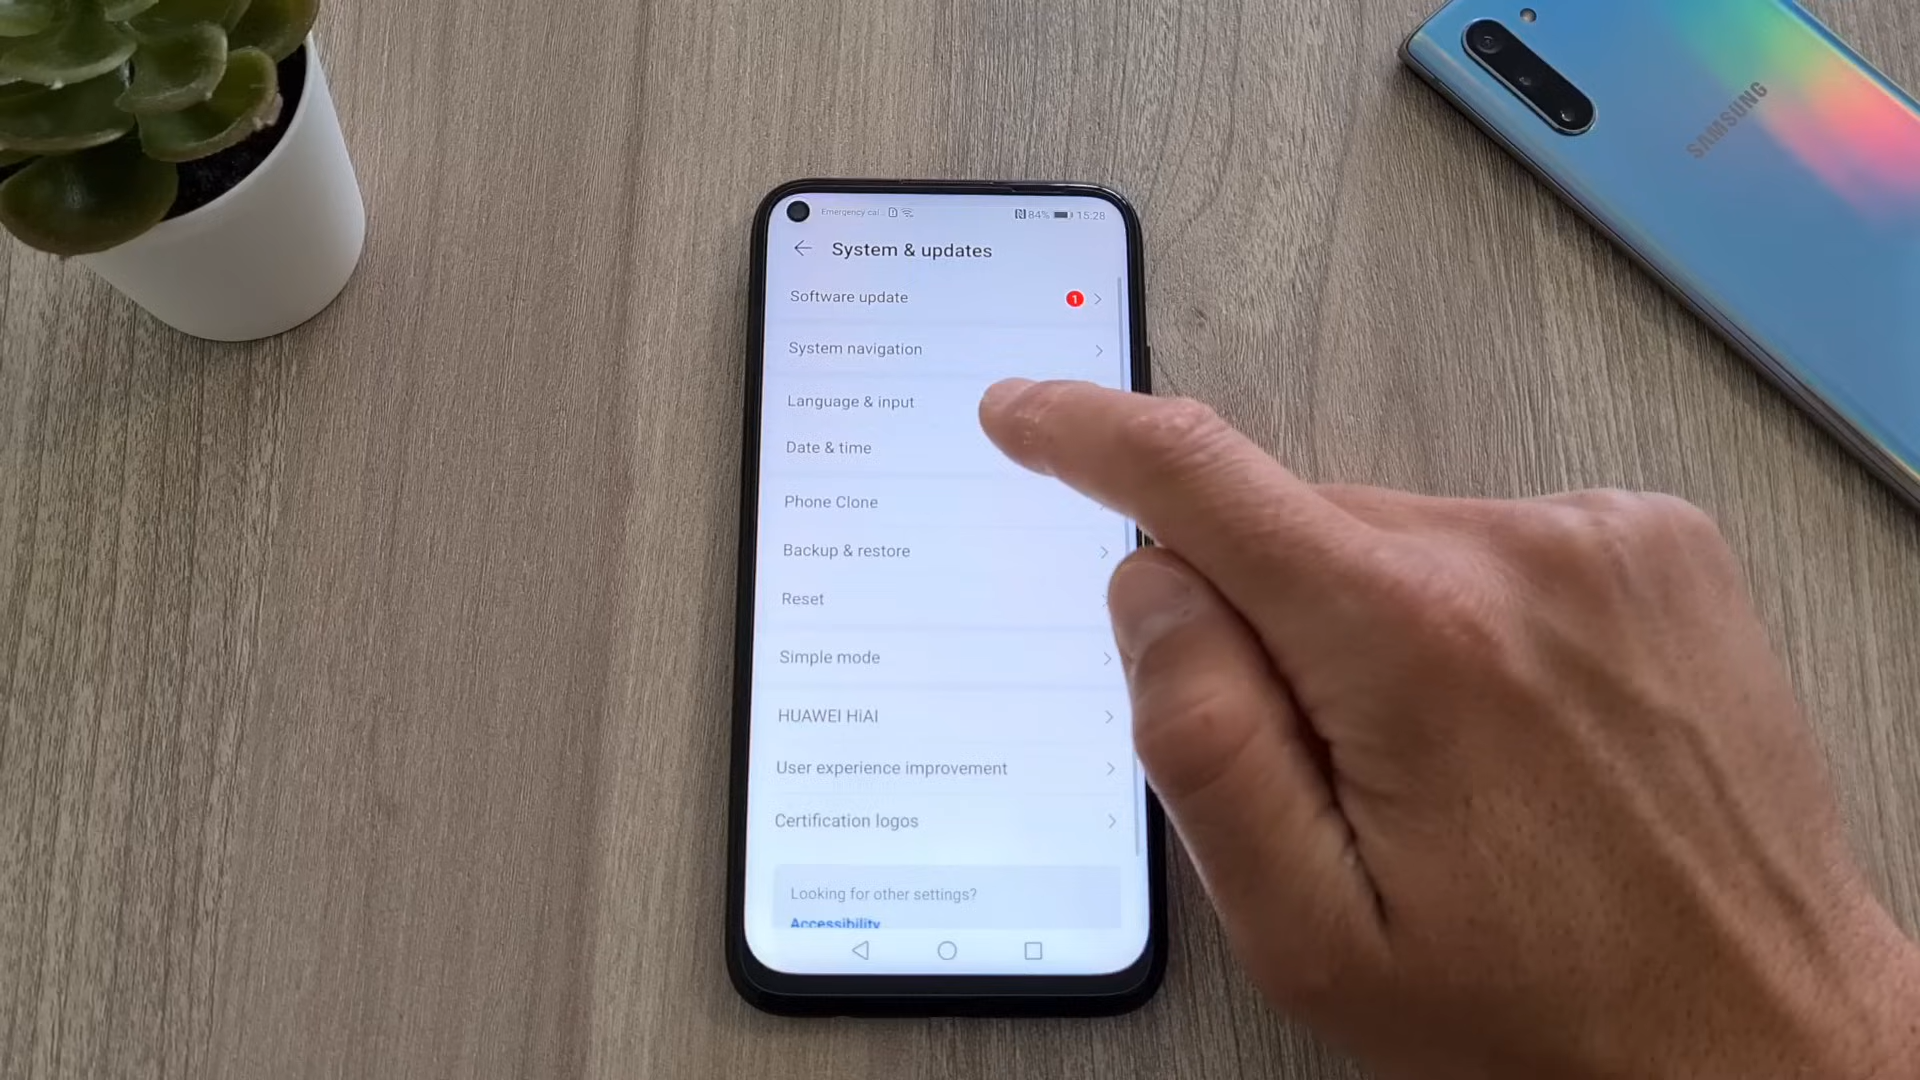 SAMSUNG
Emergency cal
84% 15:28
System & updates
Software update 1
System navigation
Language & input
Date & time
Phone Clone
Backup & restore
Reset
Simple mode
HUAWEI HiAI
User experience improvement
Certification logos
Looking for other settings?
Accessibility